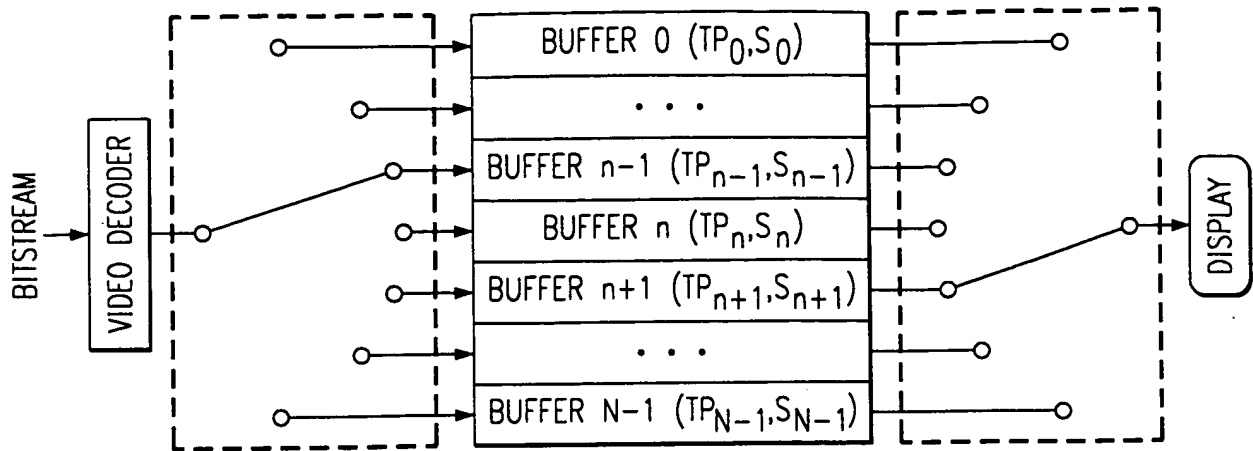 BITSTREAM
VIDEO DECODER
BUFFER 0 (TP0,S0)
. . .
BUFFER n-1 (TPn-1,Sn-1)
BUFFER n (TPn,Sn)
BUFFER n+1 (TPn+1,Sn+1)
. . .
BUFFER N-1 (TPN-1,SN-1)
DISPLAY